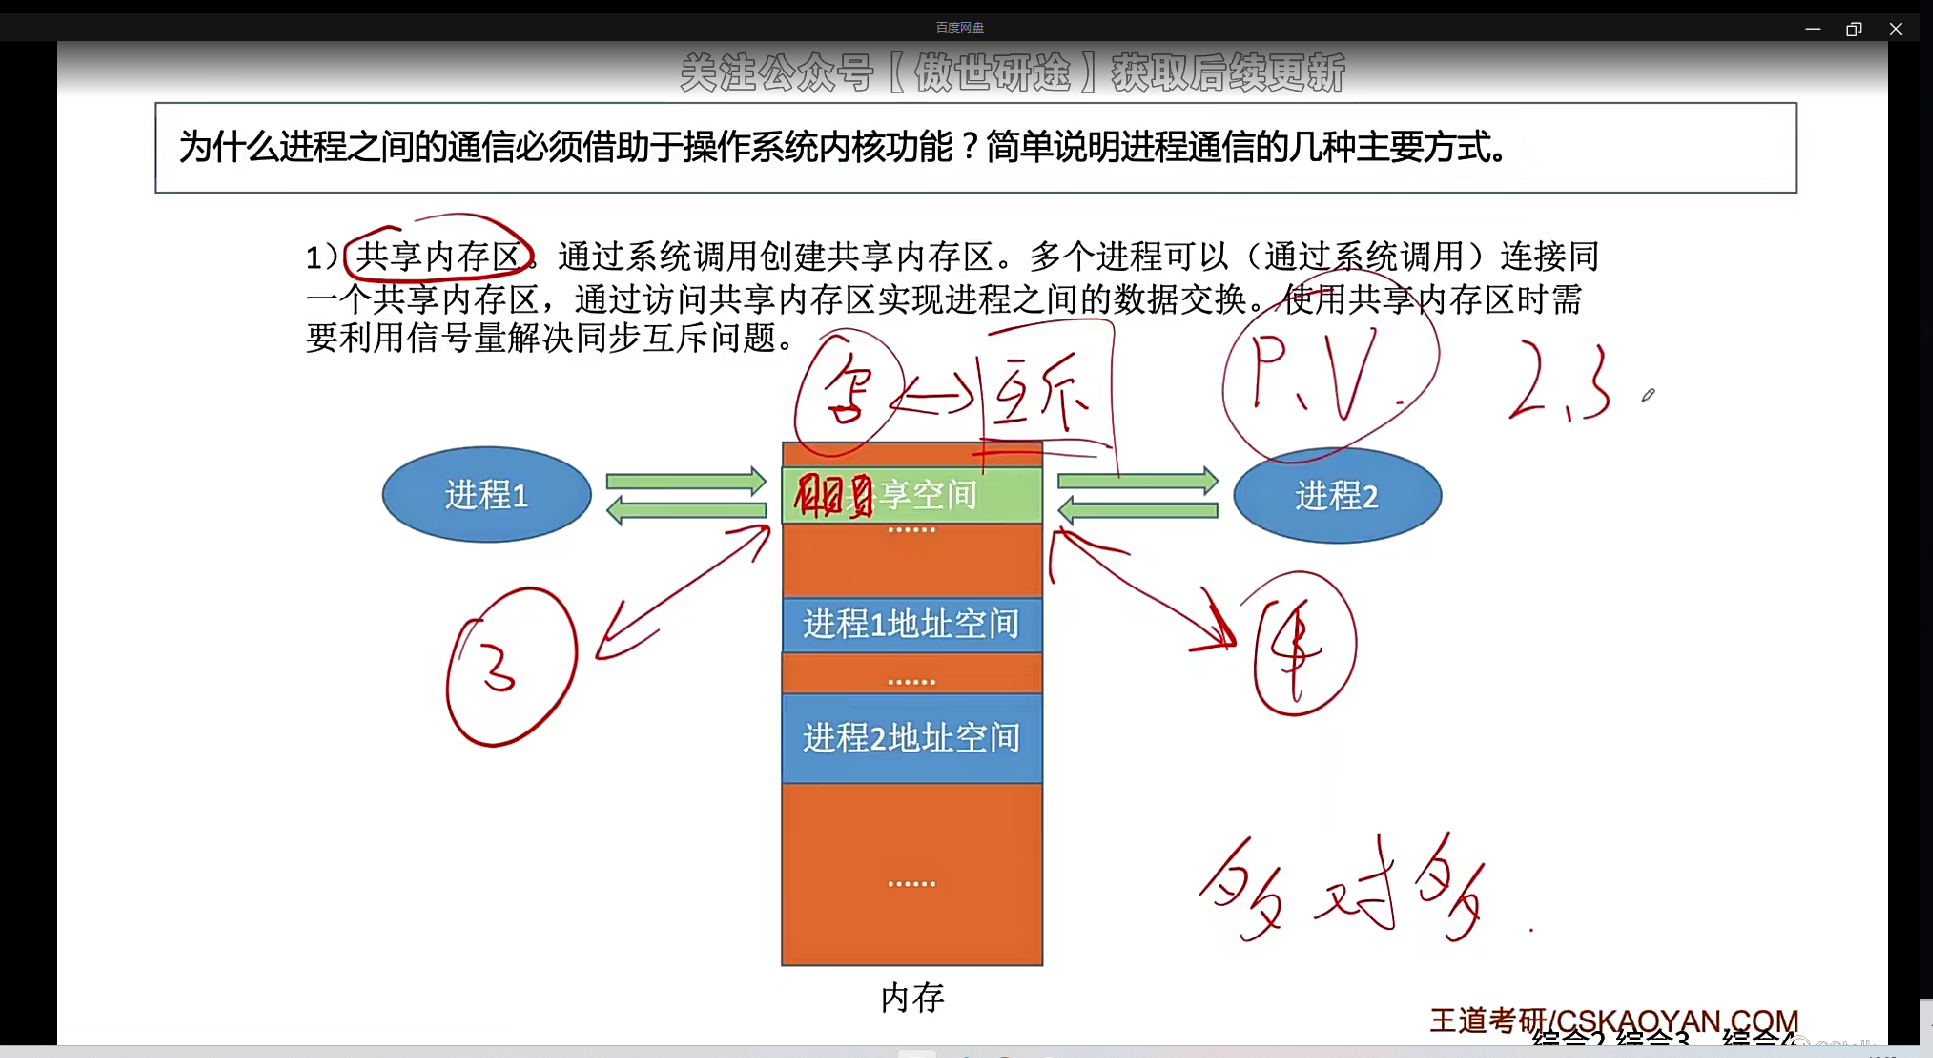 百度网盘
关注公众号【傲世研途】获取后续更新
为什么进程之间的通信必须借助于操作系统内核功能？简单说明进程通信的几种主要方式。
1）共享内存区。通过系统调用创建共享内存区。多个进程可以（通过系统调用）连接同
一个共享内存区，通过访问共享内存区实现进程之间的数据交换。使用共享内存区时需
要利用信号量解决同步互斥问题。
写 互斥
P、V.
2、3
进程1
享空间
进程2
......
3
4
进程1地址空间
......
进程2地址空间
......
多对多.
内存
王道考研/CSKAOYAN.COM
综合2 综合3 综合4